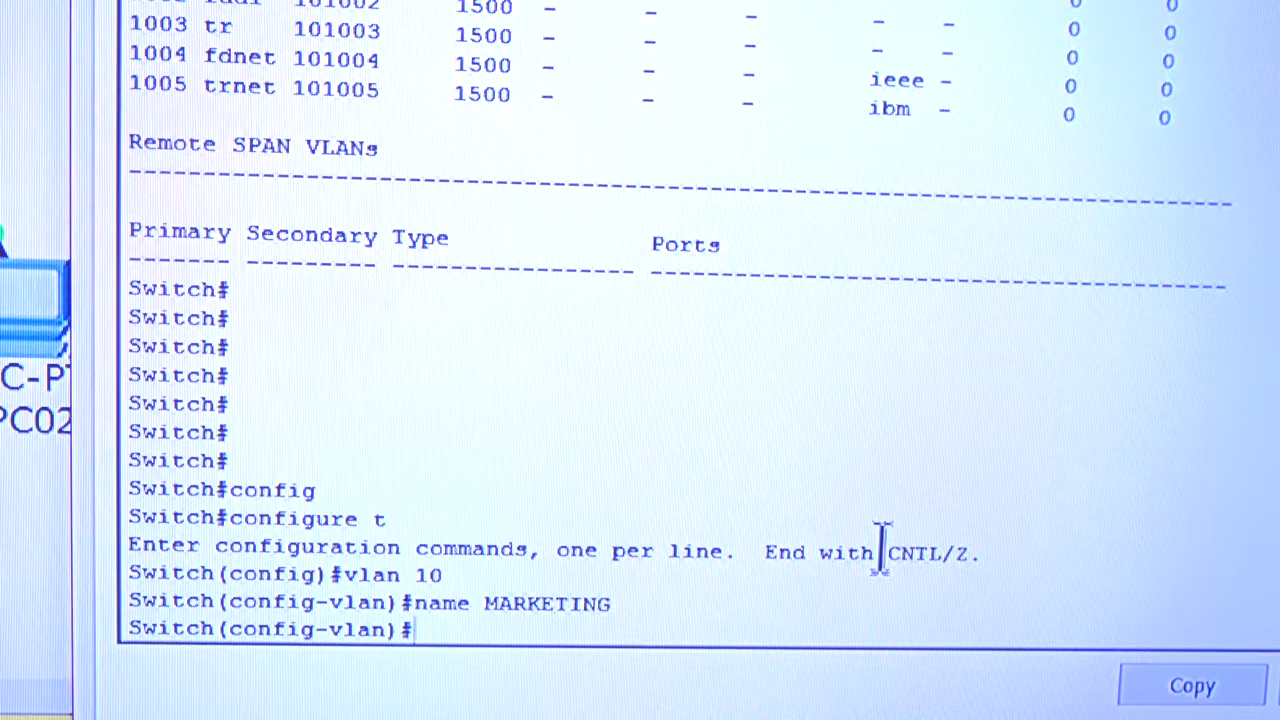 101002 1500 - - - - - 0 0
1003 tr 101003 1500 - - - - - 0 0
1004 fdnet 101004 1500 - - - ieee - 0 0
1005 trnet 101005 1500 - - - ibm - 0 0
Remote SPAN VLANs
------------------------------------------------------------------------------
Primary Secondary Type Ports
------- --------- ----------------- ------------------------------------------
Switch#
Switch#
Switch#
Switch#
Switch#
Switch#
Switch#
Switch#config
Switch#configure t
Enter configuration commands, one per line. End with CNTL/Z.
Switch(config)#vlan 10
Switch(config-vlan)#name MARKETING
Switch(config-vlan)#
C-P
PC02
Copy